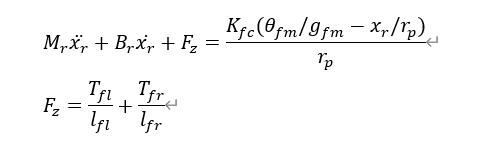 M_r ẍ_r + B_r ẋ_r + F_z = K_fc(θ_fm/g_fm − x_r/r_p) / r_p
F_z = T_fl / l_fl + T_fr / l_fr